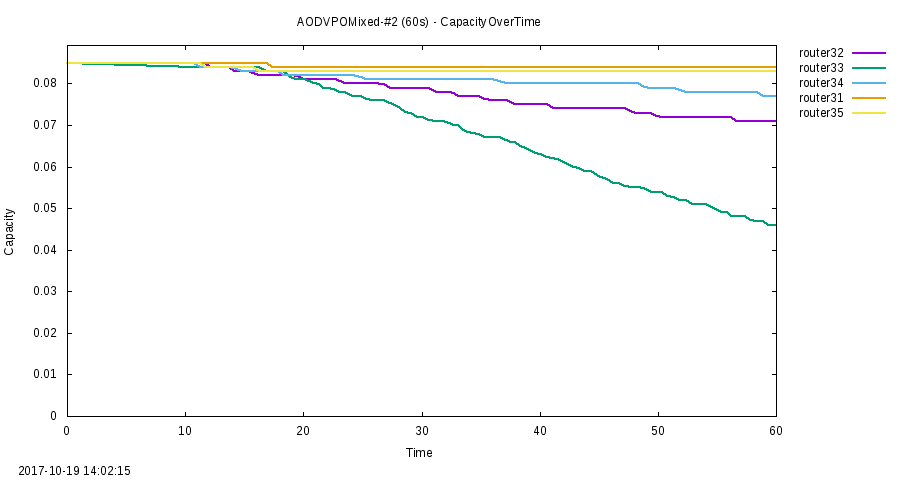 AODVPOMixed-#2 (60s) - CapacityOverTime
router32
router33
router34
router31
router35
0.08
0.07
0.06
0.05
0.04
0.03
0.02
0.01
0
Capacity
0 10 20 30 40 50 60
Time
2017-10-19 14:02:15